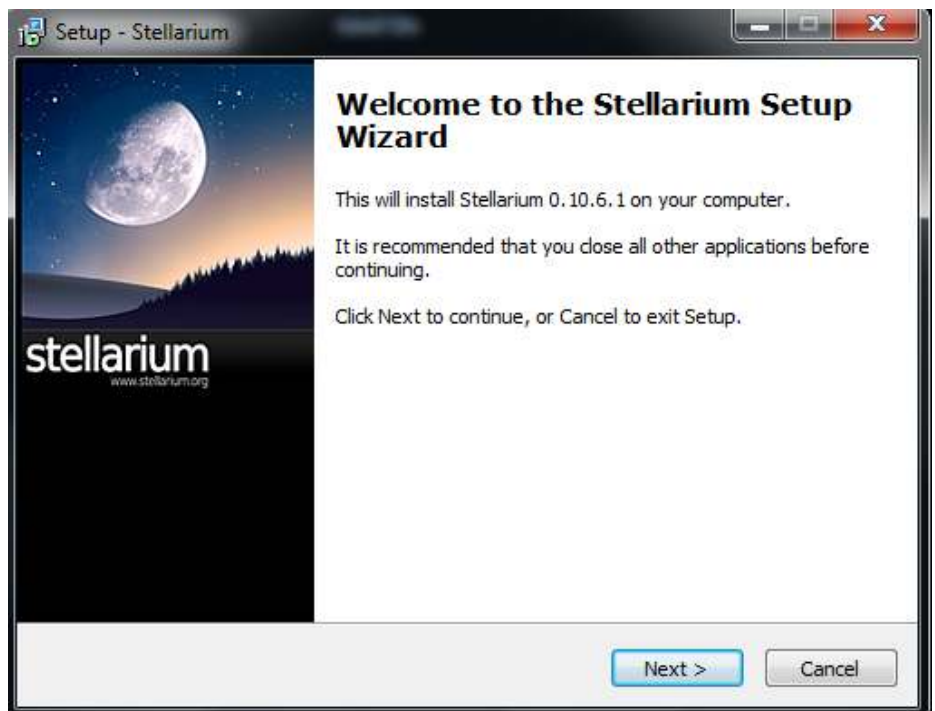 Setup - Stellarium
Welcome to the Stellarium Setup
Wizard
This will install Stellarium 0.10.6.1 on your computer.
It is recommended that you close all other applications before
continuing.
Click Next to continue, or Cancel to exit Setup.
stellarium
www.stellarium.org
Next >
Cancel